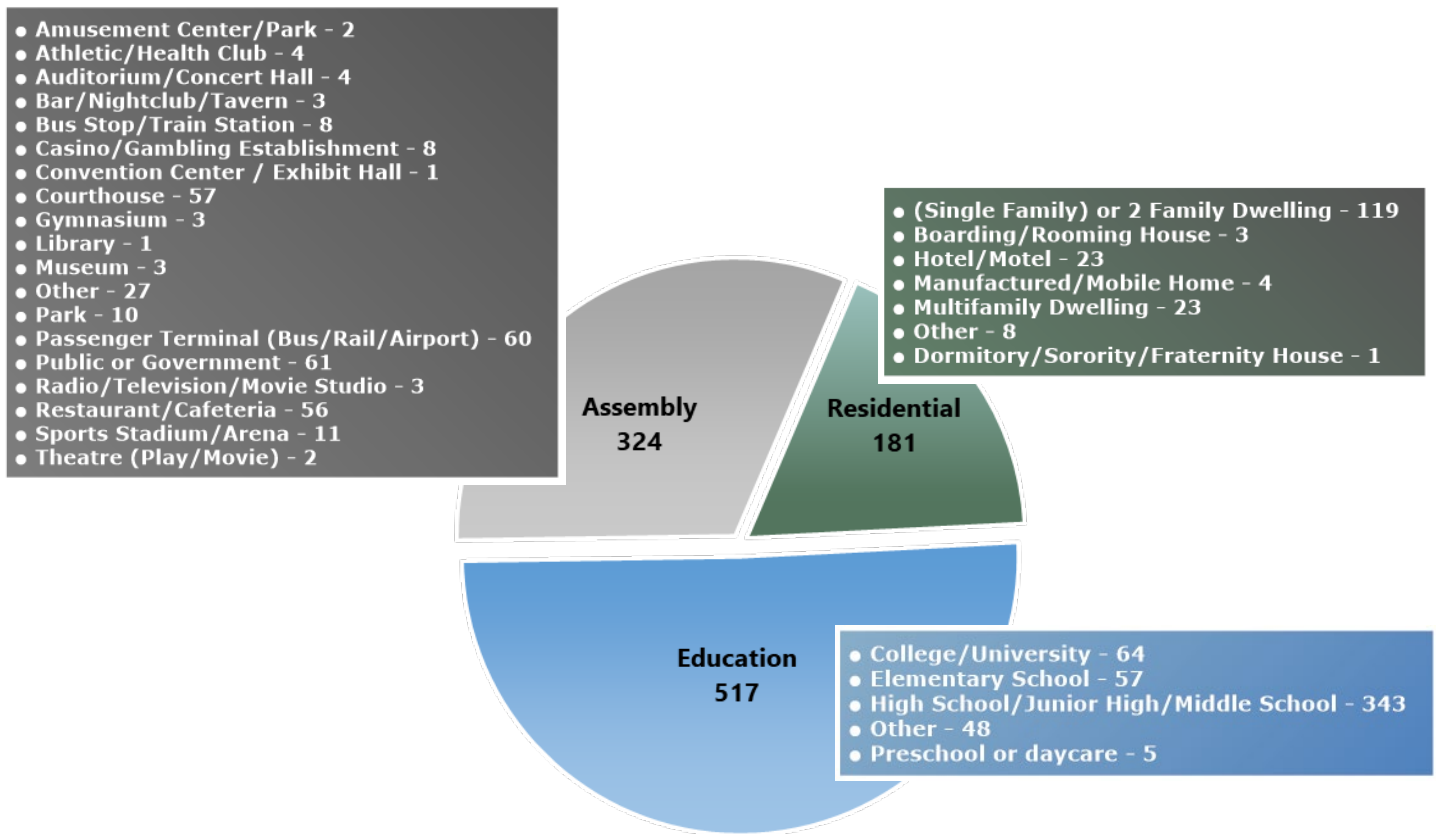 ● Amusement Center/Park - 2
● Athletic/Health Club - 4
● Auditorium/Concert Hall - 4
● Bar/Nightclub/Tavern - 3
● Bus Stop/Train Station - 8
● Casino/Gambling Establishment - 8
● Convention Center / Exhibit Hall - 1
● Courthouse - 57
● Gymnasium - 3
● Library - 1
● Museum - 3
● Other - 27
● Park - 10
● Passenger Terminal (Bus/Rail/Airport) - 60
● Public or Government - 61
● Radio/Television/Movie Studio - 3
● Restaurant/Cafeteria - 56
● Sports Stadium/Arena - 11
● Theatre (Play/Movie) - 2
● (Single Family) or 2 Family Dwelling - 119
● Boarding/Rooming House - 3
● Hotel/Motel - 23
● Manufactured/Mobile Home - 4
● Multifamily Dwelling - 23
● Other - 8
● Dormitory/Sorority/Fraternity House - 1
Assembly
324
Residential
181
Education
517
● College/University - 64
● Elementary School - 57
● High School/Junior High/Middle School - 343
● Other - 48
● Preschool or daycare - 5